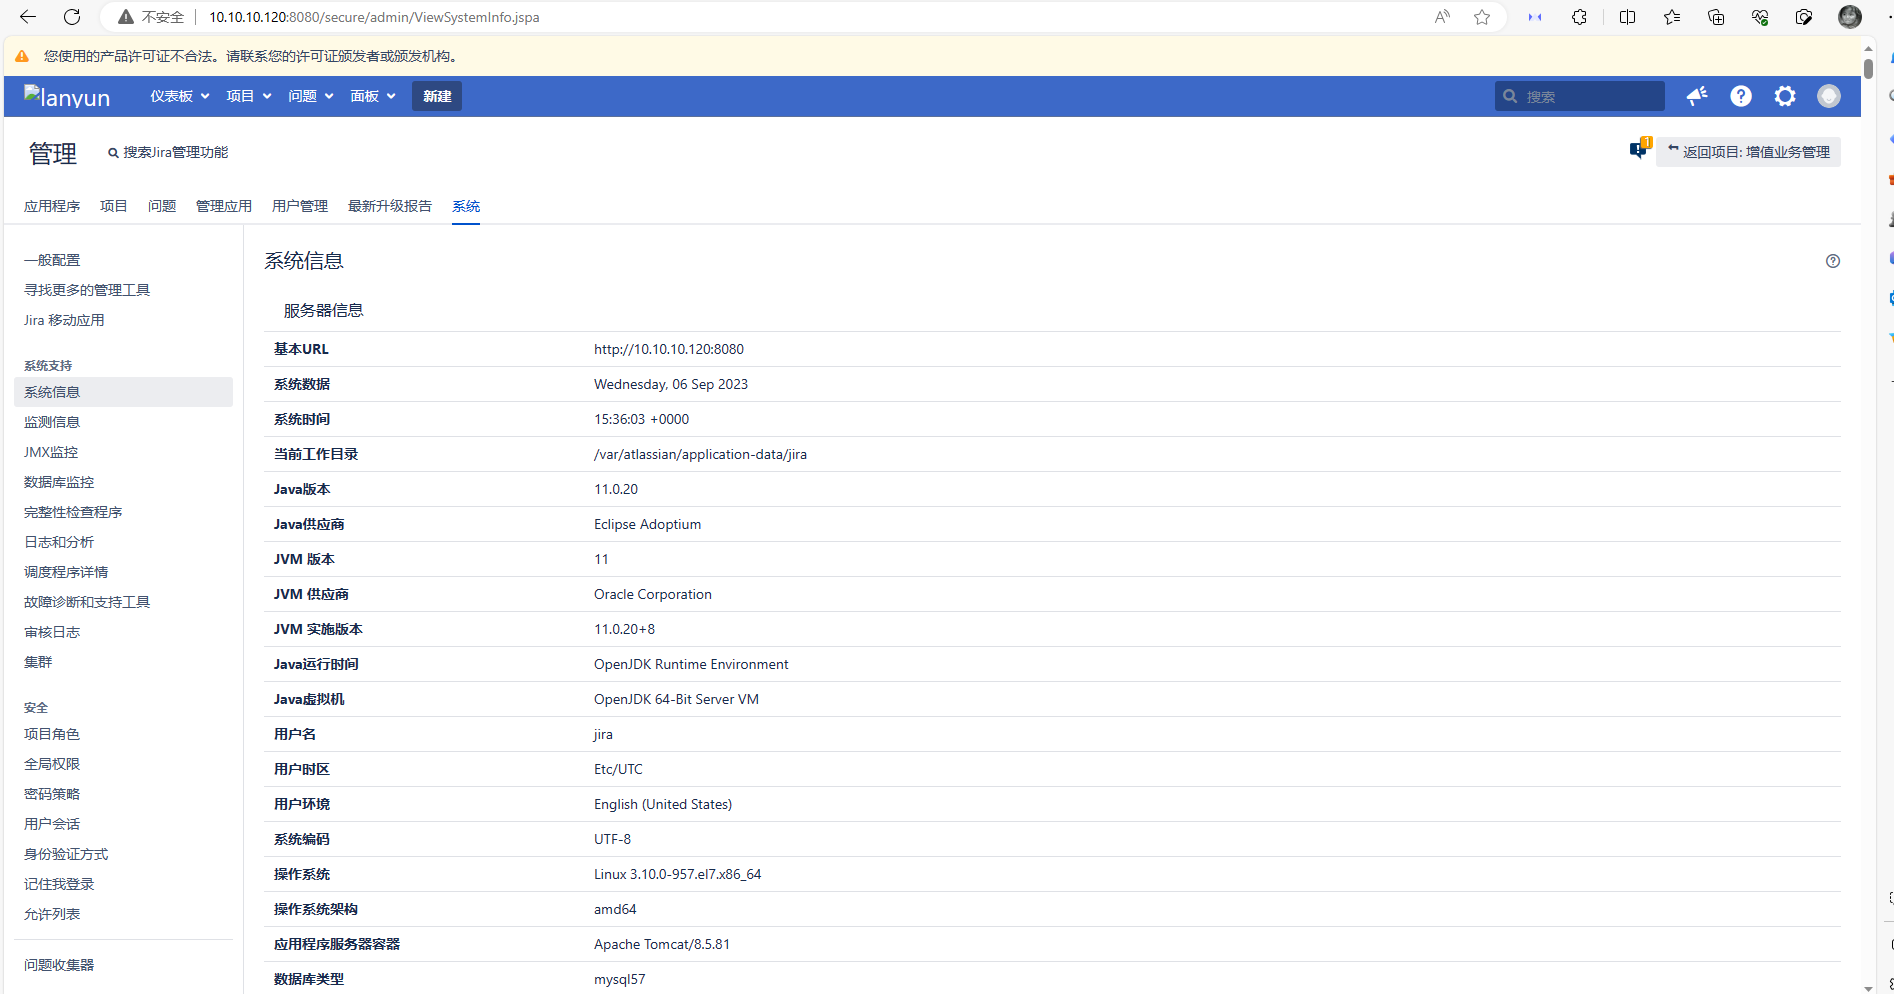 不安全 10.10.10.120:8080/secure/admin/ViewSystemInfo.jspa
您使用的产品许可证不合法。请联系您的许可证颁发者或颁发机构。
lanyun 仪表板 项目 问题 面板 新建 搜索
管理 搜索Jira管理功能 1 返回项目: 增值业务管理
应用程序 项目 问题 管理应用 用户管理 最新升级报告 系统
一般配置
寻找更多的管理工具
Jira 移动应用
系统支持
系统信息
监测信息
JMX监控
数据库监控
完整性检查程序
日志和分析
调度程序详情
故障诊断和支持工具
审核日志
集群
安全
项目角色
全局权限
密码策略
用户会话
身份验证方式
记住我登录
允许列表
问题收集器
系统信息
服务器信息
基本URL http://10.10.10.120:8080
系统数据 Wednesday, 06 Sep 2023
系统时间 15:36:03 +0000
当前工作目录 /var/atlassian/application-data/jira
Java版本 11.0.20
Java供应商 Eclipse Adoptium
JVM 版本 11
JVM 供应商 Oracle Corporation
JVM 实施版本 11.0.20+8
Java运行时间 OpenJDK Runtime Environment
Java虚拟机 OpenJDK 64-Bit Server VM
用户名 jira
用户时区 Etc/UTC
用户环境 English (United States)
系统编码 UTF-8
操作系统 Linux 3.10.0-957.el7.x86_64
操作系统架构 amd64
应用程序服务器容器 Apache Tomcat/8.5.81
数据库类型 mysql57